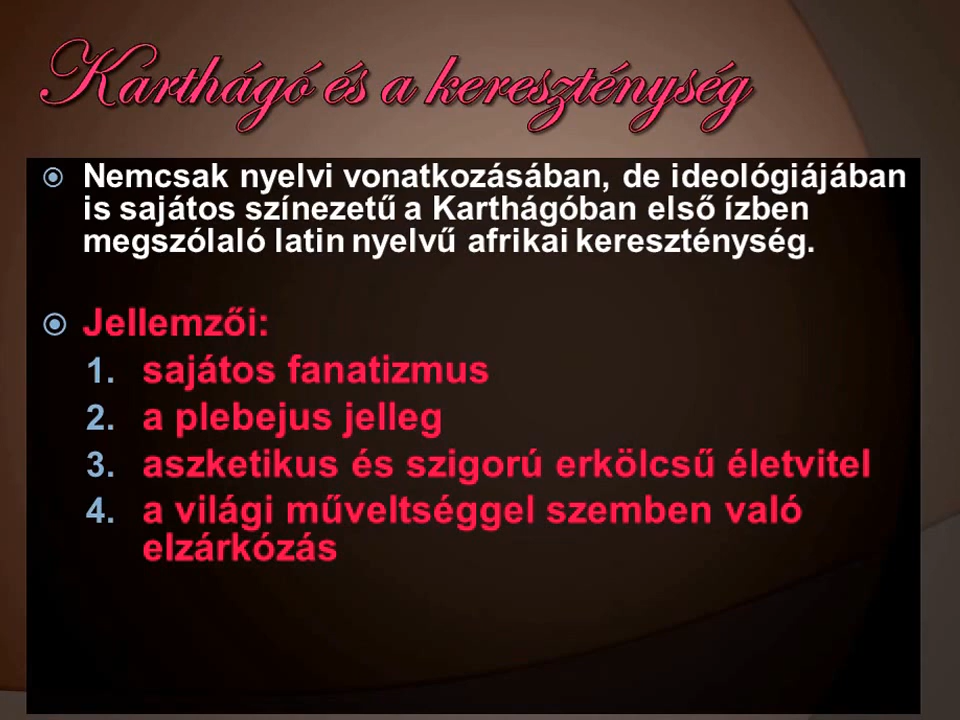 Karthágó és a kereszténység
Nemcsak nyelvi vonatkozásában, de ideológiájában
is sajátos színezetű a Karthágóban első ízben
megszólaló latin nyelvű afrikai kereszténység.
Jellemzői:
1. sajátos fanatizmus
2. a plebejus jelleg
3. aszketikus és szigorú erkölcsű életvitel
4. a világi műveltséggel szemben való
elzárkózás